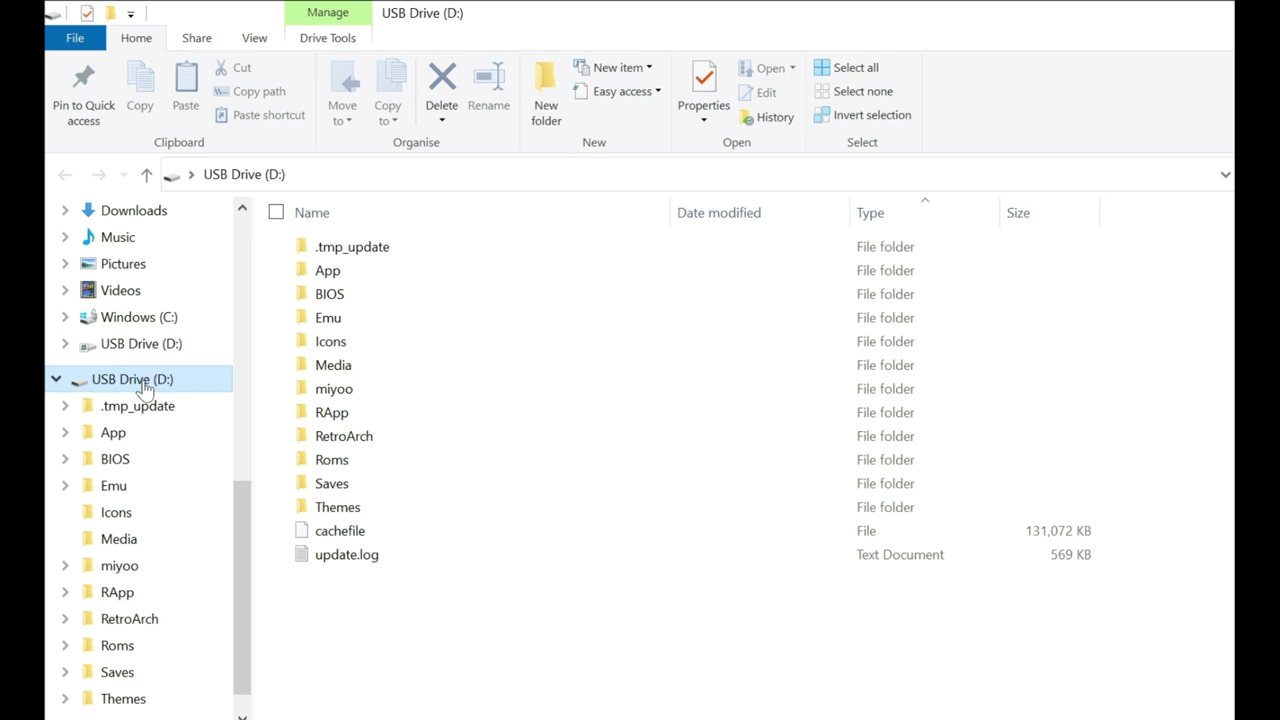 Manage
USB Drive (D:)
File
Home
Share
View
Drive Tools
Pin to Quick access
Copy
Paste
Cut
Copy path
Paste shortcut
Clipboard
Move to
Copy to
Delete
Rename
Organise
New folder
New item
Easy access
New
Properties
Open
Edit
History
Open
Select all
Select none
Invert selection
Select
USB Drive (D:)
Downloads
Music
Pictures
Videos
Windows (C:)
USB Drive (D:)
USB Drive (D:)
.tmp_update
App
BIOS
Emu
Icons
Media
miyoo
RApp
RetroArch
Roms
Saves
Themes
Name Date modified Type Size
.tmp_update File folder
App File folder
BIOS File folder
Emu File folder
Icons File folder
Media File folder
miyoo File folder
RApp File folder
RetroArch File folder
Roms File folder
Saves File folder
Themes File folder
cachefile File 131,072 KB
update.log Text Document 569 KB